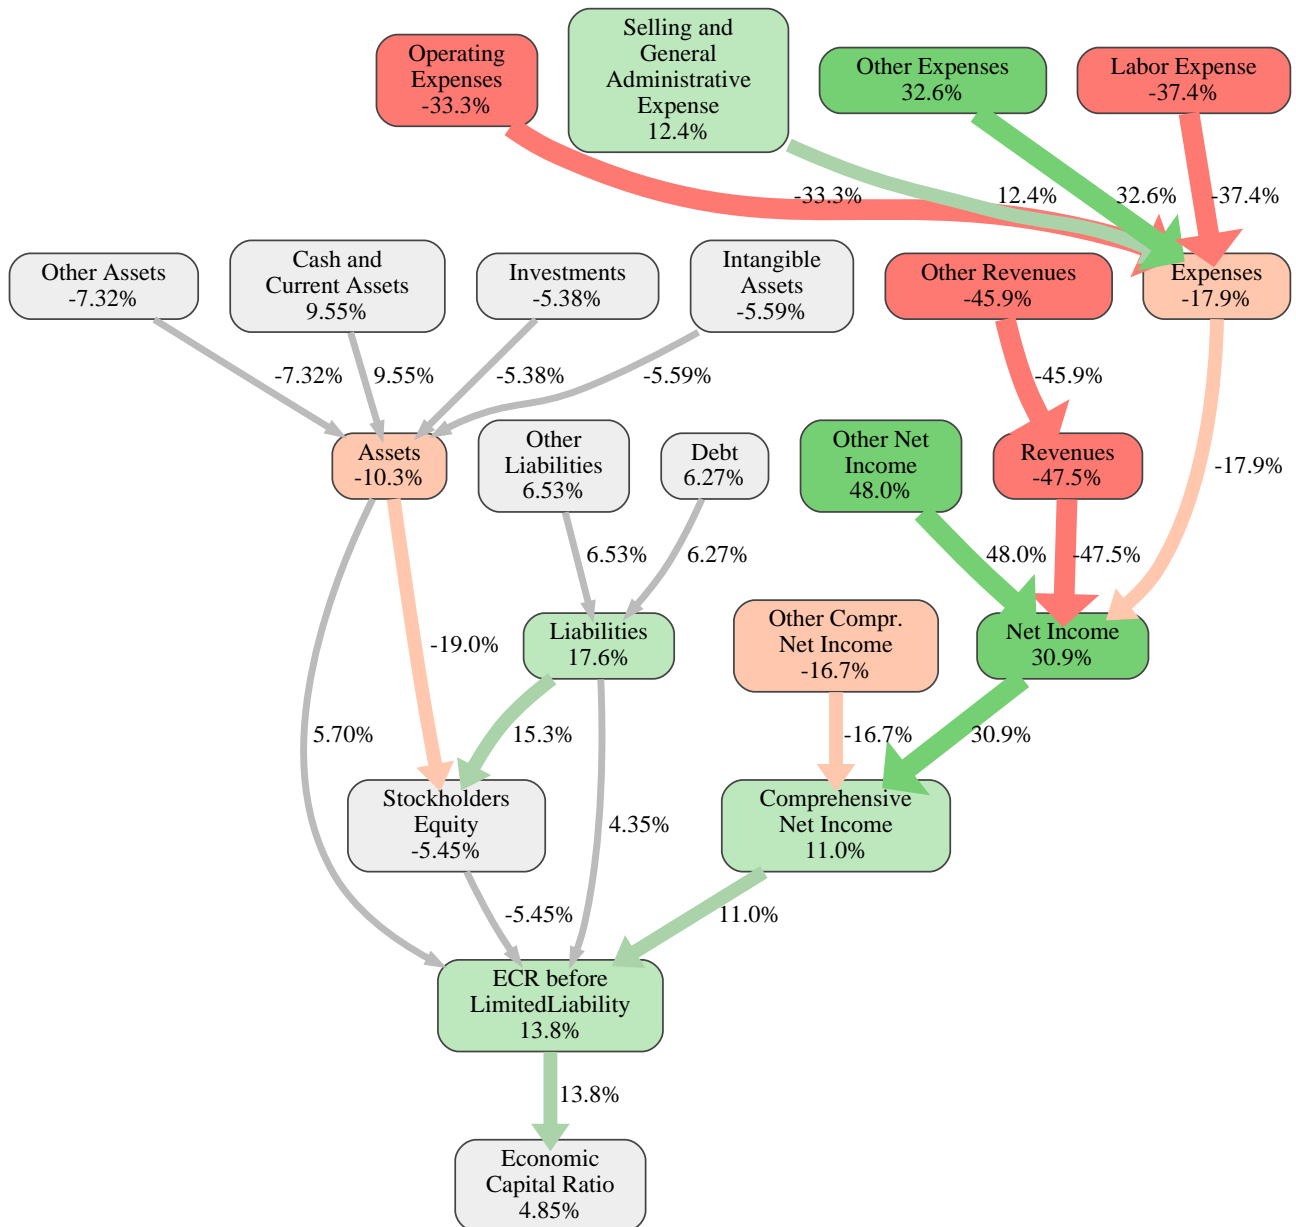 Operating
Expenses
-33.3%
Selling and
General
Administrative
Expense
12.4%
Other Expenses
32.6%
Labor Expense
-37.4%
-33.3%
12.4%
32.6%
-37.4%
Other Assets
-7.32%
Cash and
Current Assets
9.55%
Investments
-5.38%
Intangible
Assets
-5.59%
Other Revenues
-45.9%
Expenses
-17.9%
-7.32%
9.55%
-5.38%
-5.59%
-45.9%
Assets
-10.3%
Other
Liabilities
6.53%
Debt
6.27%
Other Net
Income
48.0%
Revenues
-47.5%
-17.9%
6.53%
6.27%
48.0%
-47.5%
Liabilities
17.6%
Other Compr.
Net Income
-16.7%
Net Income
30.9%
-19.0%
5.70%
15.3%
-16.7%
30.9%
Stockholders
Equity
-5.45%
4.35%
Comprehensive
Net Income
11.0%
-5.45%
11.0%
ECR before
LimitedLiability
13.8%
13.8%
Economic
Capital Ratio
4.85%